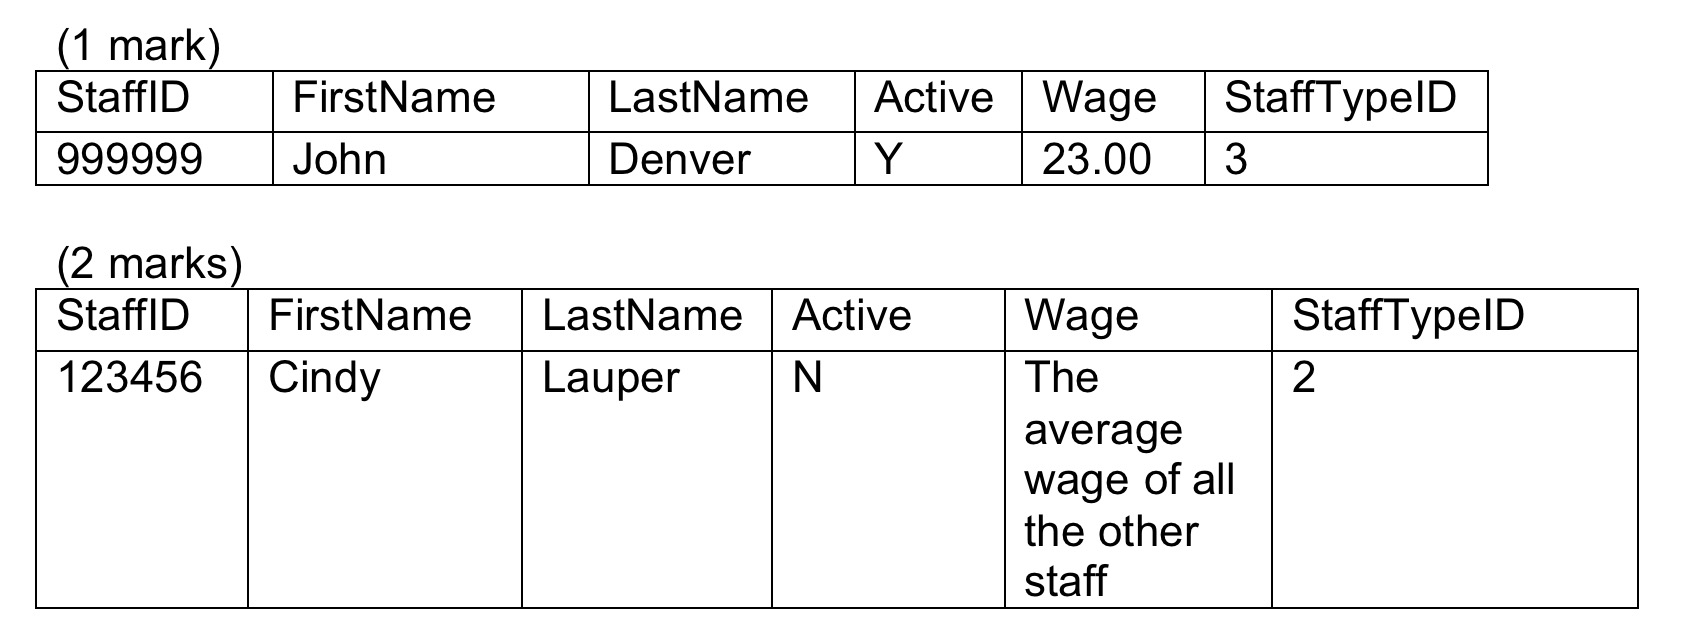 (1 mark)
StaffID FirstName LastName Active Wage StaffTypeID
999999 John Denver Y 23.00 3
(2 marks)
StaffID FirstName LastName Active Wage StaffTypeID
123456 Cindy Lauper N The 2
average
wage of all
the other
staff